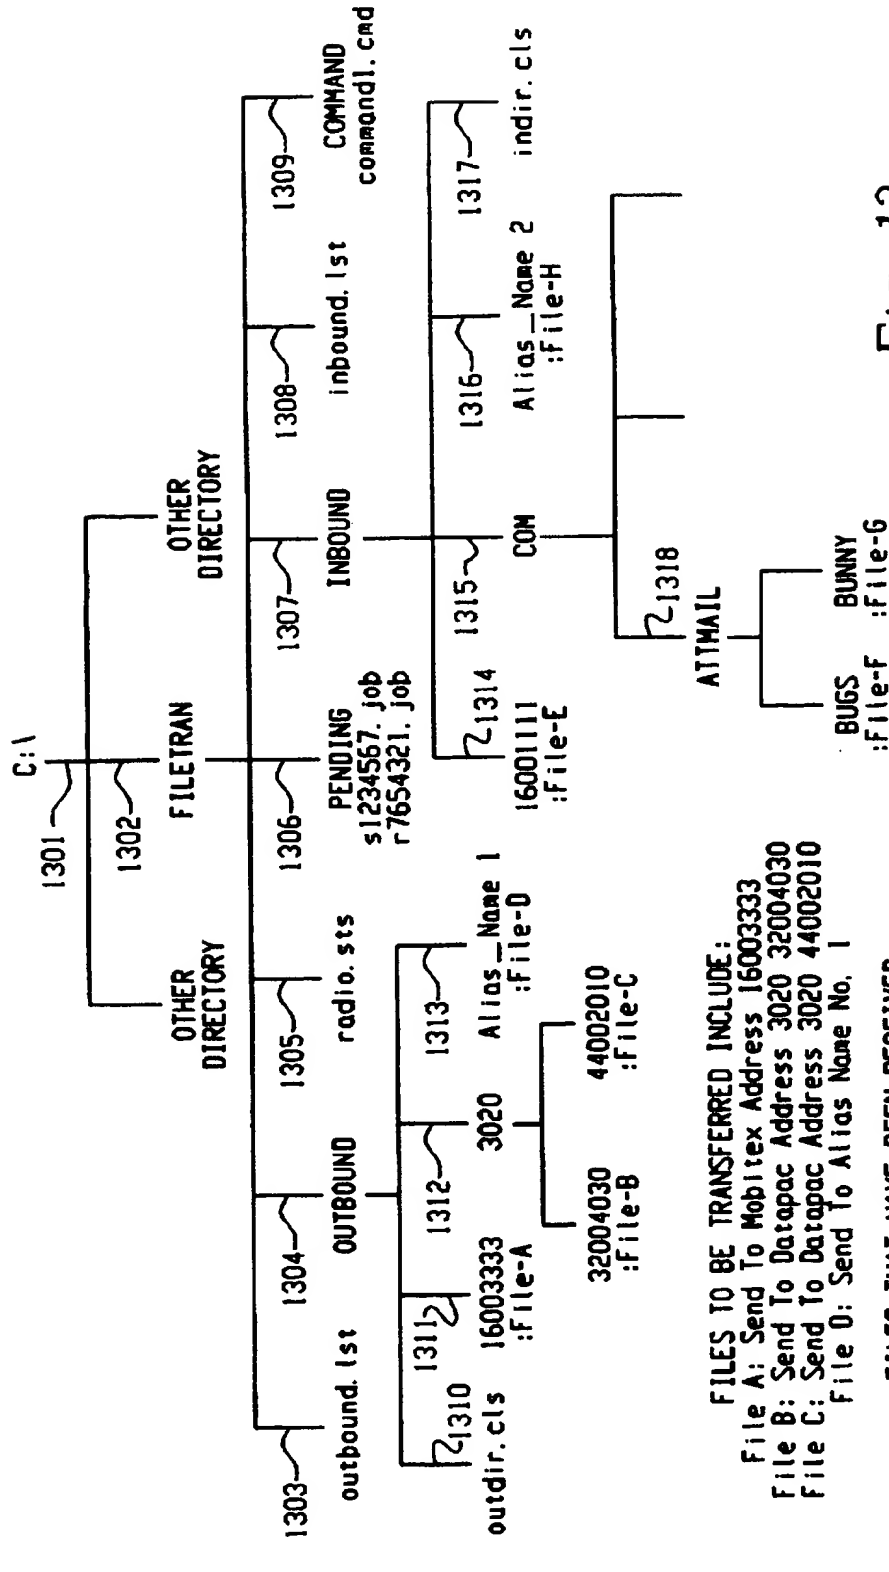 C:\
1301
1302
OTHER
DIRECTORY
FILETRAN
OTHER
DIRECTORY
1303
outbound.lst
1304
OUTBOUND
1305
radio.sts
1306
PENDING
s1234567.job
r7654321.job
1307
INBOUND
1308
inbound.lst
1309
COMMAND
command1.cmd
1310
outdir.cls
1311
16003333
:File-A
1312
3020
1313
Alias_Name 1
:File-D
1314
16001111
:File-E
1315
COM
1316
Alias_Name 2
:File-H
1317
indir.cls
32004030
:File-B
44002010
:File-C
1318
ATTMAIL
BUGS
:File-F
BUNNY
:File-G
FILES TO BE TRANSFERRED INCLUDE:
File A: Send To Mobitex Address 16003333
File B: Send To Datapac Address 3020 32004030
File C: Send To Datapac Address 3020 44002010
File D: Send To Alias Name No. 1